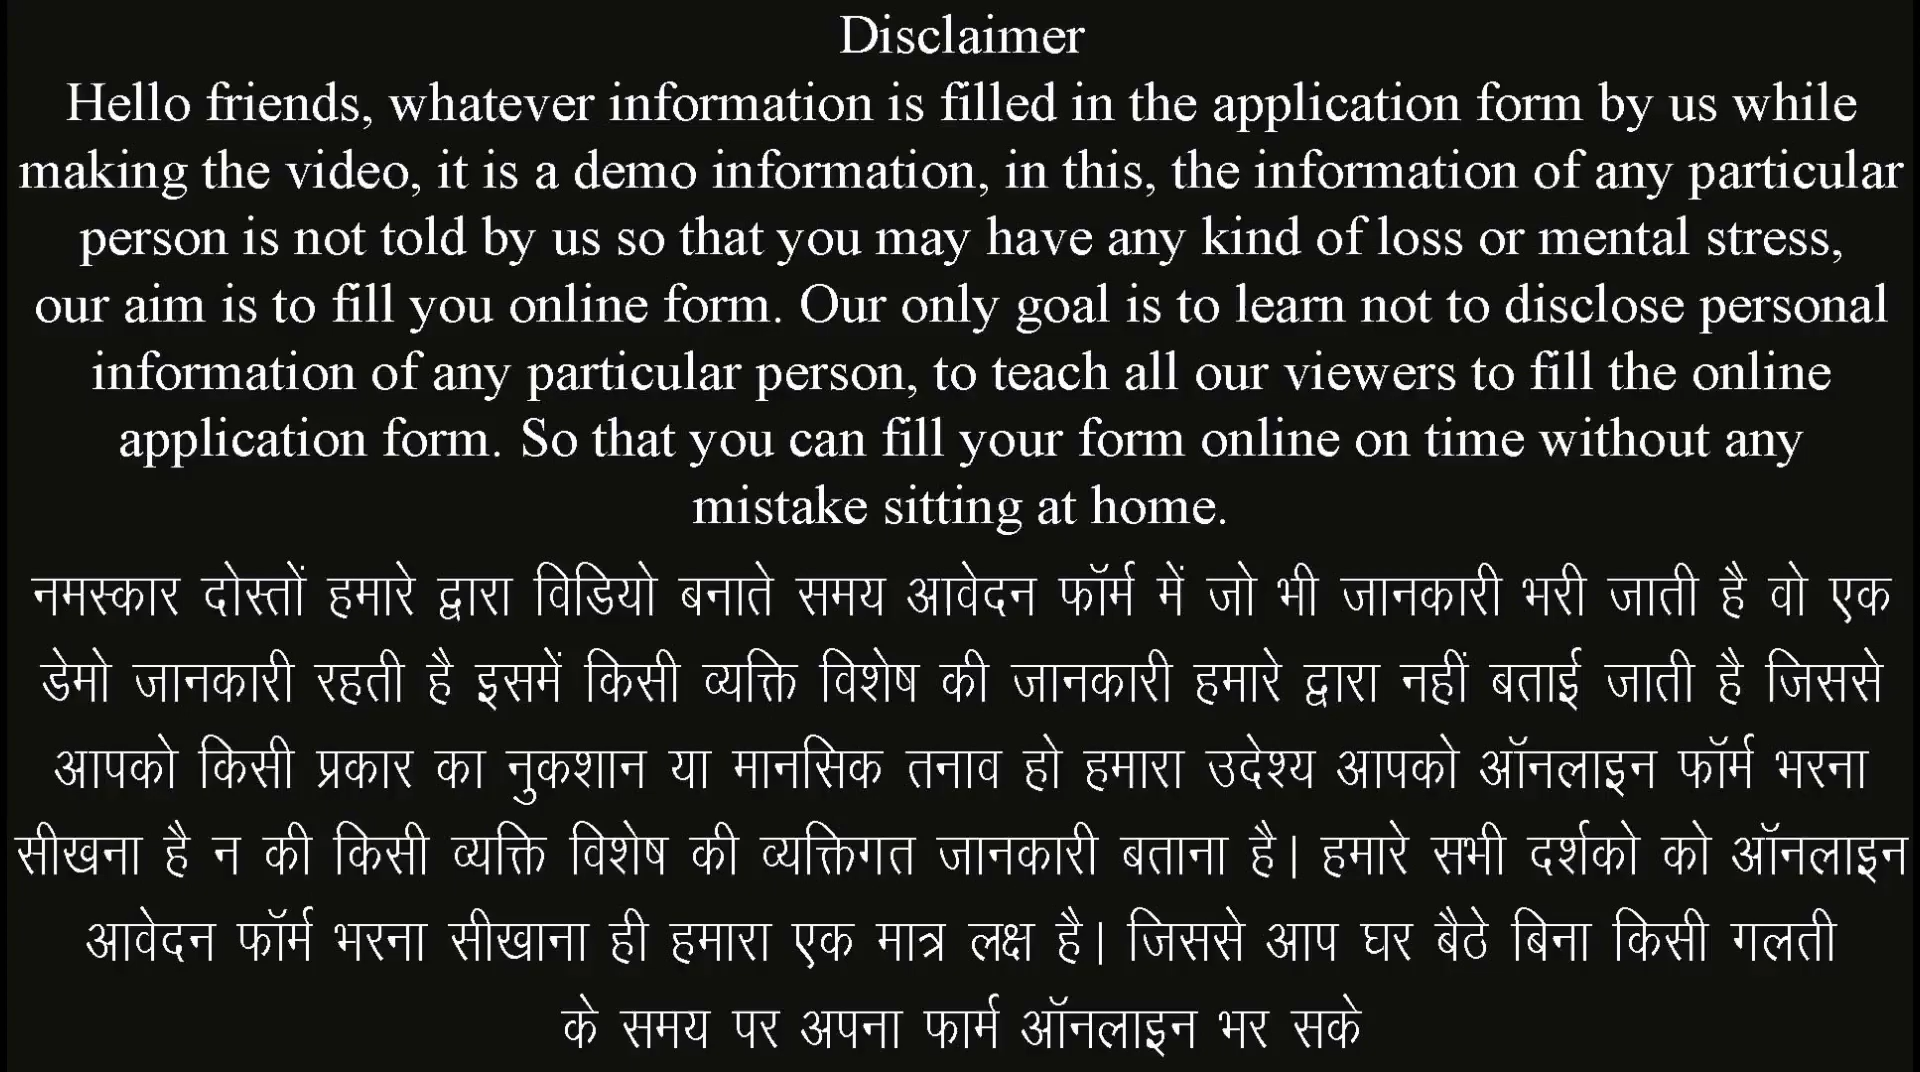 Disclaimer
Hello friends, whatever information is filled in the application form by us while
making the video, it is a demo information, in this, the information of any particular
person is not told by us so that you may have any kind of loss or mental stress,
our aim is to fill you online form. Our only goal is to learn not to disclose personal
information of any particular person, to teach all our viewers to fill the online
application form. So that you can fill your form online on time without any
mistake sitting at home.
नमस्कार दोस्तों हमारे द्वारा विडियो बनाते समय आवेदन फॉर्म में जो भी जानकारी भरी जाती है वो एक
डेमो जानकारी रहती है इसमें किसी व्यक्ति विशेष की जानकारी हमारे द्वारा नहीं बताई जाती है जिससे
आपको किसी प्रकार का नुकशान या मानसिक तनाव हो हमारा उदेश्य आपको ऑनलाइन फॉर्म भरना
सीखना है न की किसी व्यक्ति विशेष की व्यक्तिगत जानकारी बताना है। हमारे सभी दर्शको को ऑनलाइन
आवेदन फॉर्म भरना सीखाना ही हमारा एक मात्र लक्ष है। जिससे आप घर बैठे बिना किसी गलती
के समय पर अपना फार्म ऑनलाइन भर सके